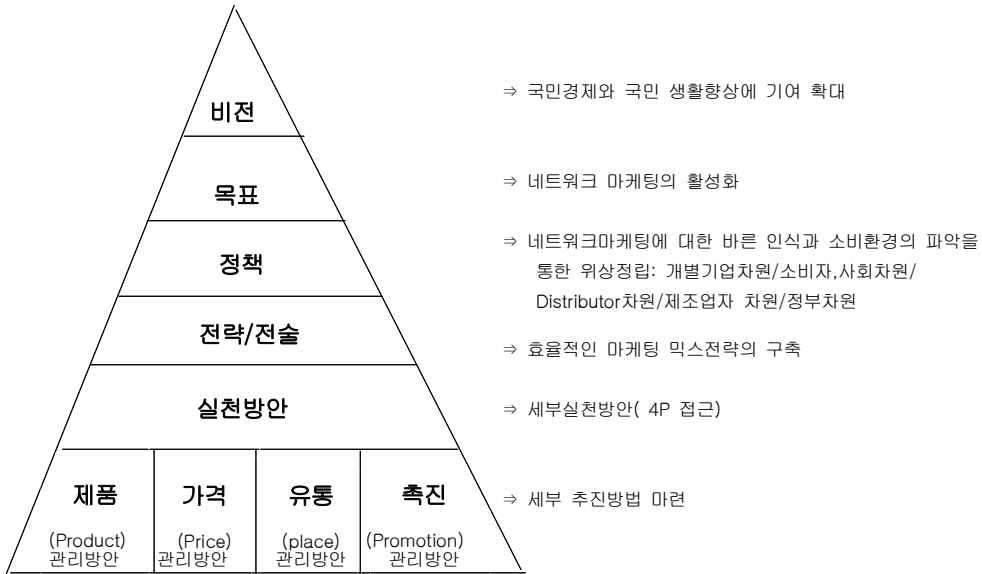 비전
⇒ 국민경제와 국민 생활향상에 기여 확대
목표
⇒ 네트워크 마케팅의 활성화
정책
⇒ 네트워크마케팅에 대한 바른 인식과 소비환경의 파악을
통한 위상정립: 개별기업차원/소비자,사회차원/
Distributor차원/제조업자 차원/정부차원
전략/전술
⇒ 효율적인 마케팅 믹스전략의 구축
실천방안
⇒ 세부실천방안( 4P 접근)
제품 가격 유통 촉진
⇒ 세부 추진방법 마련
(Product) (Price) (place) (Promotion)
관리방안 관리방안 관리방안 관리방안